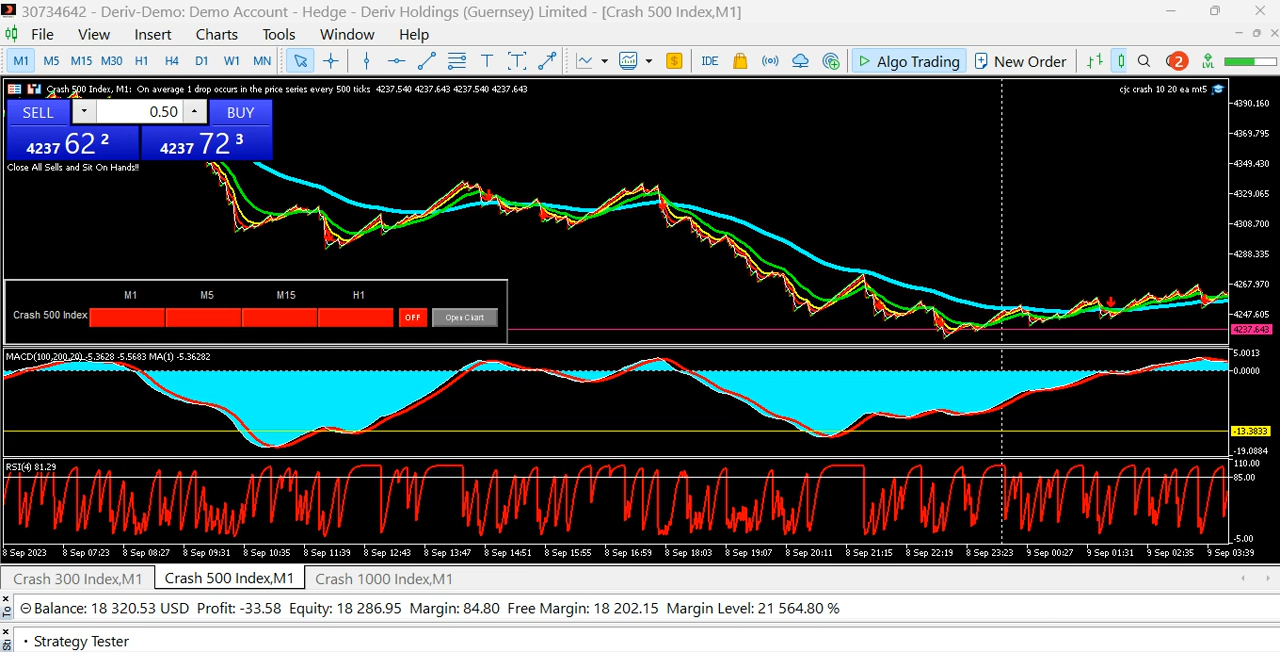 30734642 - Deriv-Demo: Demo Account - Hedge - Deriv Holdings (Guernsey) Limited - [Crash 500 Index,M1]
File View Insert Charts Tools Window Help
M1 M5 M15 M30 H1 H4 D1 W1 MN T T $ IDE Algo Trading New Order LVL 2
Crash 500 Index, M1: On average 1 drop occurs in the price series every 500 ticks 4237.540 4237.643 4237.540 4237.643
cjc crash 10 20 ea mt5
SELL 0.50 BUY
4237 62 2 4237 72 3
Close All Sells and Sit On Hands!!
4390.160
4369.795
4349.430
4329.065
4308.700
4288.335
4267.970
4247.605
4237.643
M1 M5 M15 H1
Crash 500 Index OFF Open Chart
MACD(100,200,20) -5.3628 -5.5683 MA(1) -5.36282
5.0013
0.0000
-13.3833
-19.0884
RSI(4) 81.29
110.00
85.00
-5.00
8 Sep 2023 8 Sep 07:23 8 Sep 08:27 8 Sep 09:31 8 Sep 10:35 8 Sep 11:39 8 Sep 12:43 8 Sep 13:47 8 Sep 14:51 8 Sep 15:55 8 Sep 16:59 8 Sep 18:03 8 Sep 19:07 8 Sep 20:11 8 Sep 21:15 8 Sep 22:19 8 Sep 23:23 9 Sep 00:27 9 Sep 01:31 9 Sep 02:35 9 Sep 03:39
Crash 300 Index,M1 Crash 500 Index,M1 Crash 1000 Index,M1
To
Balance: 18 320.53 USD Profit: -33.58 Equity: 18 286.95 Margin: 84.80 Free Margin: 18 202.15 Margin Level: 21 564.80 %
Strategy Tester